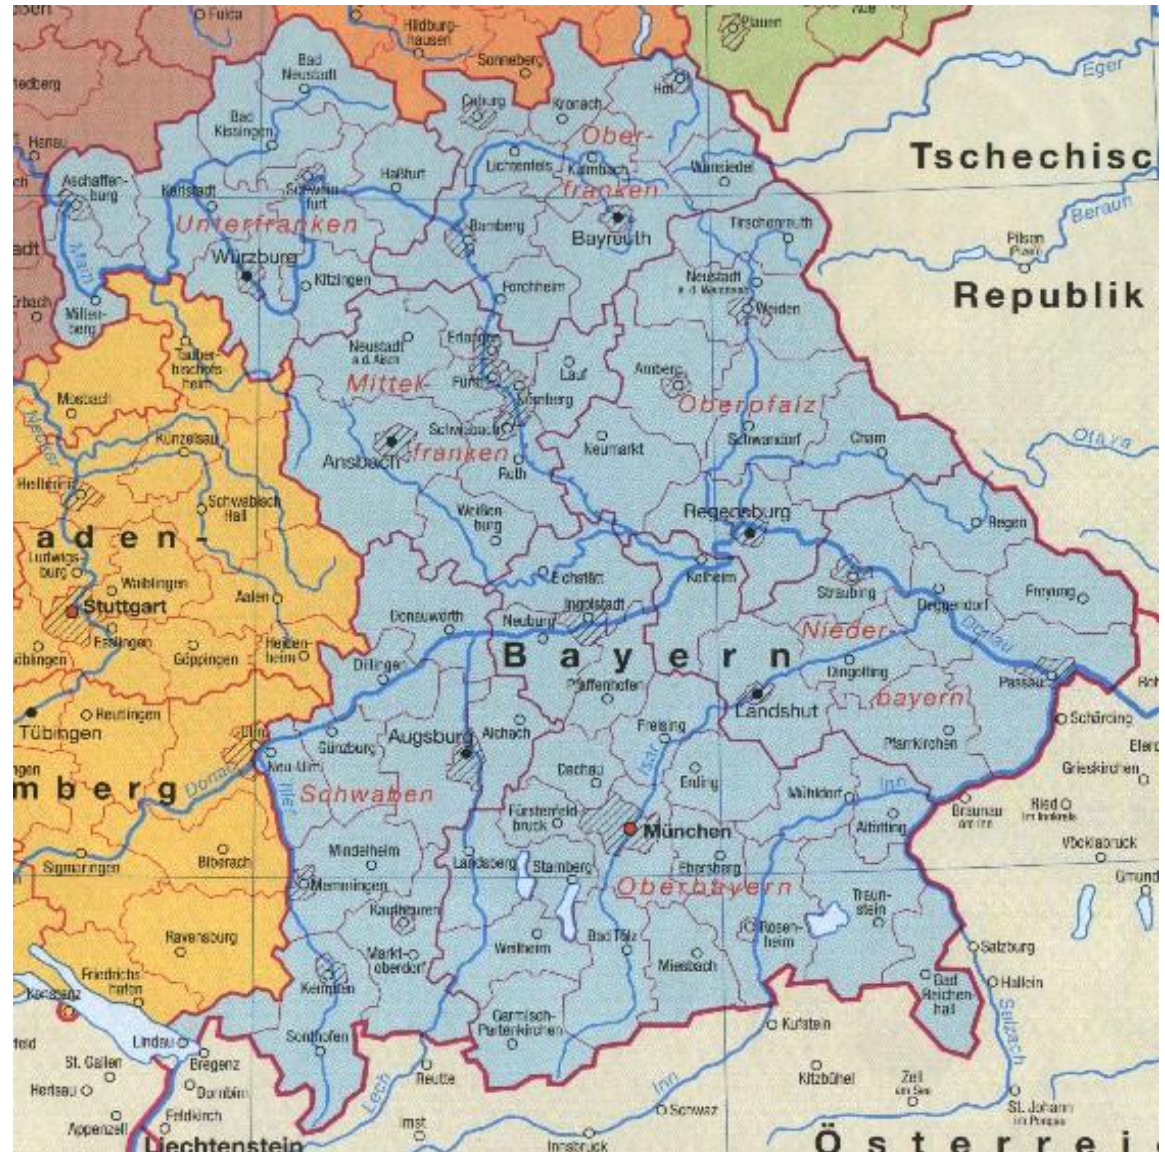 Fulda
Hildburg-
hausen
Sonneberg
Plauen
Aue
Eger
Bad
Neustadt
Coburg
Kronach
Hof
Bad
Kissingen
Ober-
Tschechisc
Hanau
Lichtenfels
Kulmbach
Wunsiedel
Aschaffen-
burg
Karlstadt
Schwein
furt
Haßfurt
franken
Beraun
Unterfranken
Bamberg
Bayreuth
Tirschenreuth
Pilsen
(Plzen)
Main
Würzburg
Kitzingen
Neustadt
a. d. Waldnaab
Republik
Erbach
Milten-
berg
Forchheim
Weiden
Tauber-
bischofs-
heim
Neustadt
a.d. Aisch
Erlangen
Lauf
Amberg
Mittel-
Fürth
Nürnberg
Oberpfalz
Mosbach
Neckar
Künzelsau
Ansbach
franken
Schwabach
Neumarkt
Schwandorf
Cham
Otava
Roth
Heilbronn
Schwäbisch
Hall
Weißen
burg
Regensburg
Regen
aden-
Ludwigs-
burg
Waiblingen
Stuttgart
Aalen
Eichstätt
Kelheim
Straubing
Deggendorf
Freyung
Donauwörth
Neuburg
Ingolstadt
Esslingen
Göppingen
Heiden-
heim
Dillingen
Bayern
Nieder-
Donau
Dingolfing
Passau
Pfaffenhofen
bayern
Reutlingen
Tübingen
Ulm
Günzburg
Augsburg
Aichach
Freising
Landshut
Schärding
Pfarrkirchen
Neu-Ulm
Isar
Grieskirchen
mberg
Donau
Iller
Schwaben
Dachau
Erding
Mühldorf
Inn
Fürstenfeld-
bruck
München
Altötting
Braunau
am Inn
Ried
im Innkreis
Mindelheim
Landsberg
Starnberg
Ebersberg
Vöcklabruck
Sigmaringen
Biberach
Memmingen
Oberbayern
Gmund
Kaufbeuren
Traun-
stein
Ravensburg
Markt-
oberdorf
Weilheim
Bad Tölz
Rosen-
heim
Salzburg
Miesbach
Friedrichs
hafen
Konstanz
Kempten
Bad
Reichen-
hall
Hallein
Garmisch-
Partenkirchen
Kufstein
Lindau
Sonthofen
Salzach
St. Gallen
Bregenz
Reutte
Kitzbühel
Zell
am See
Herisau
Dornbirn
Lech
Inn
Schwaz
St. Johann
im Pongau
Appenzell
Feldkirch
Imst
Liechtenstein
Innsbruck
Österrei